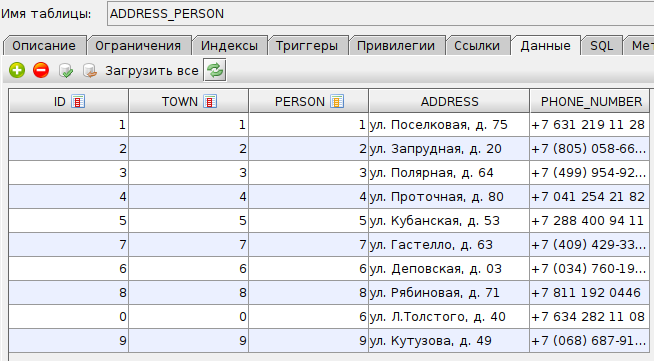 Имя таблицы: ADDRESS_PERSON
Описание Ограничения Индексы Триггеры Привилегии Ссылки Данные SQL Мет
Загрузить все
ID TOWN PERSON ADDRESS PHONE_NUMBER
1 1 1 ул. Поселковая, д. 75 +7 631 219 11 28
2 2 2 ул. Запрудная, д. 20 +7 (805) 058-66...
3 3 3 ул. Полярная, д. 64 +7 (499) 954-92...
4 4 4 ул. Проточная, д. 80 +7 041 254 21 82
5 5 5 ул. Кубанская, д. 53 +7 288 400 94 11
7 7 7 ул. Гастелло, д. 63 +7 (409) 429-33...
6 6 6 ул. Деповская, д. 03 +7 (034) 760-19...
8 8 8 ул. Рябиновая, д. 71 +7 811 192 0446
0 0 6 ул. Л.Толстого, д. 40 +7 634 282 11 08
9 9 9 ул. Кутузова, д. 49 +7 (068) 687-91...